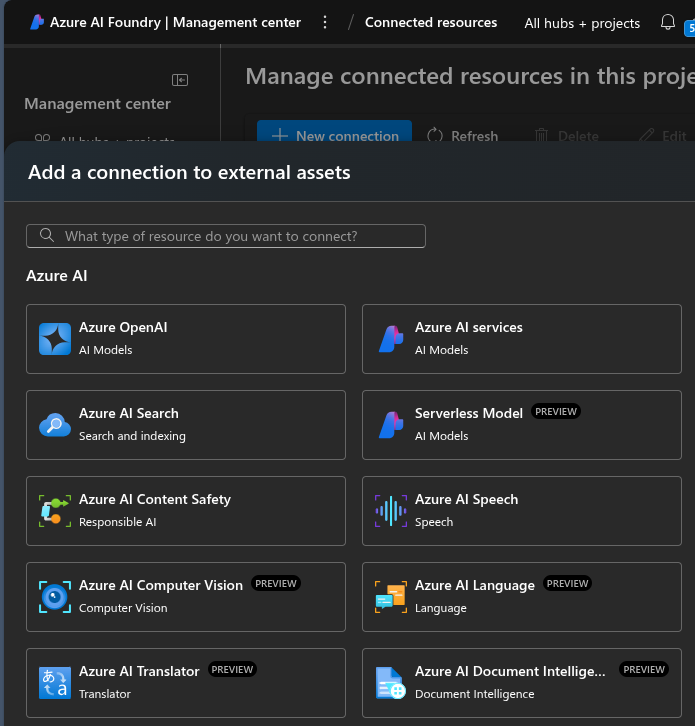 Azure AI Foundry | Management center / Connected resources All hubs + projects
5
Manage connected resources in this proje
Management center
All hubs + projects
New connection Refresh Delete Edit
Add a connection to external assets
What type of resource do you want to connect?
Azure AI
Azure OpenAI
AI Models
Azure AI services
AI Models
Azure AI Search
Search and indexing
Serverless Model PREVIEW
AI Models
Azure AI Content Safety
Responsible AI
Azure AI Speech
Speech
Azure AI Computer Vision PREVIEW
Computer Vision
Azure AI Language PREVIEW
Language
Azure AI Translator PREVIEW
Translator
Azure AI Document Intellige... PREVIEW
Document Intelligence